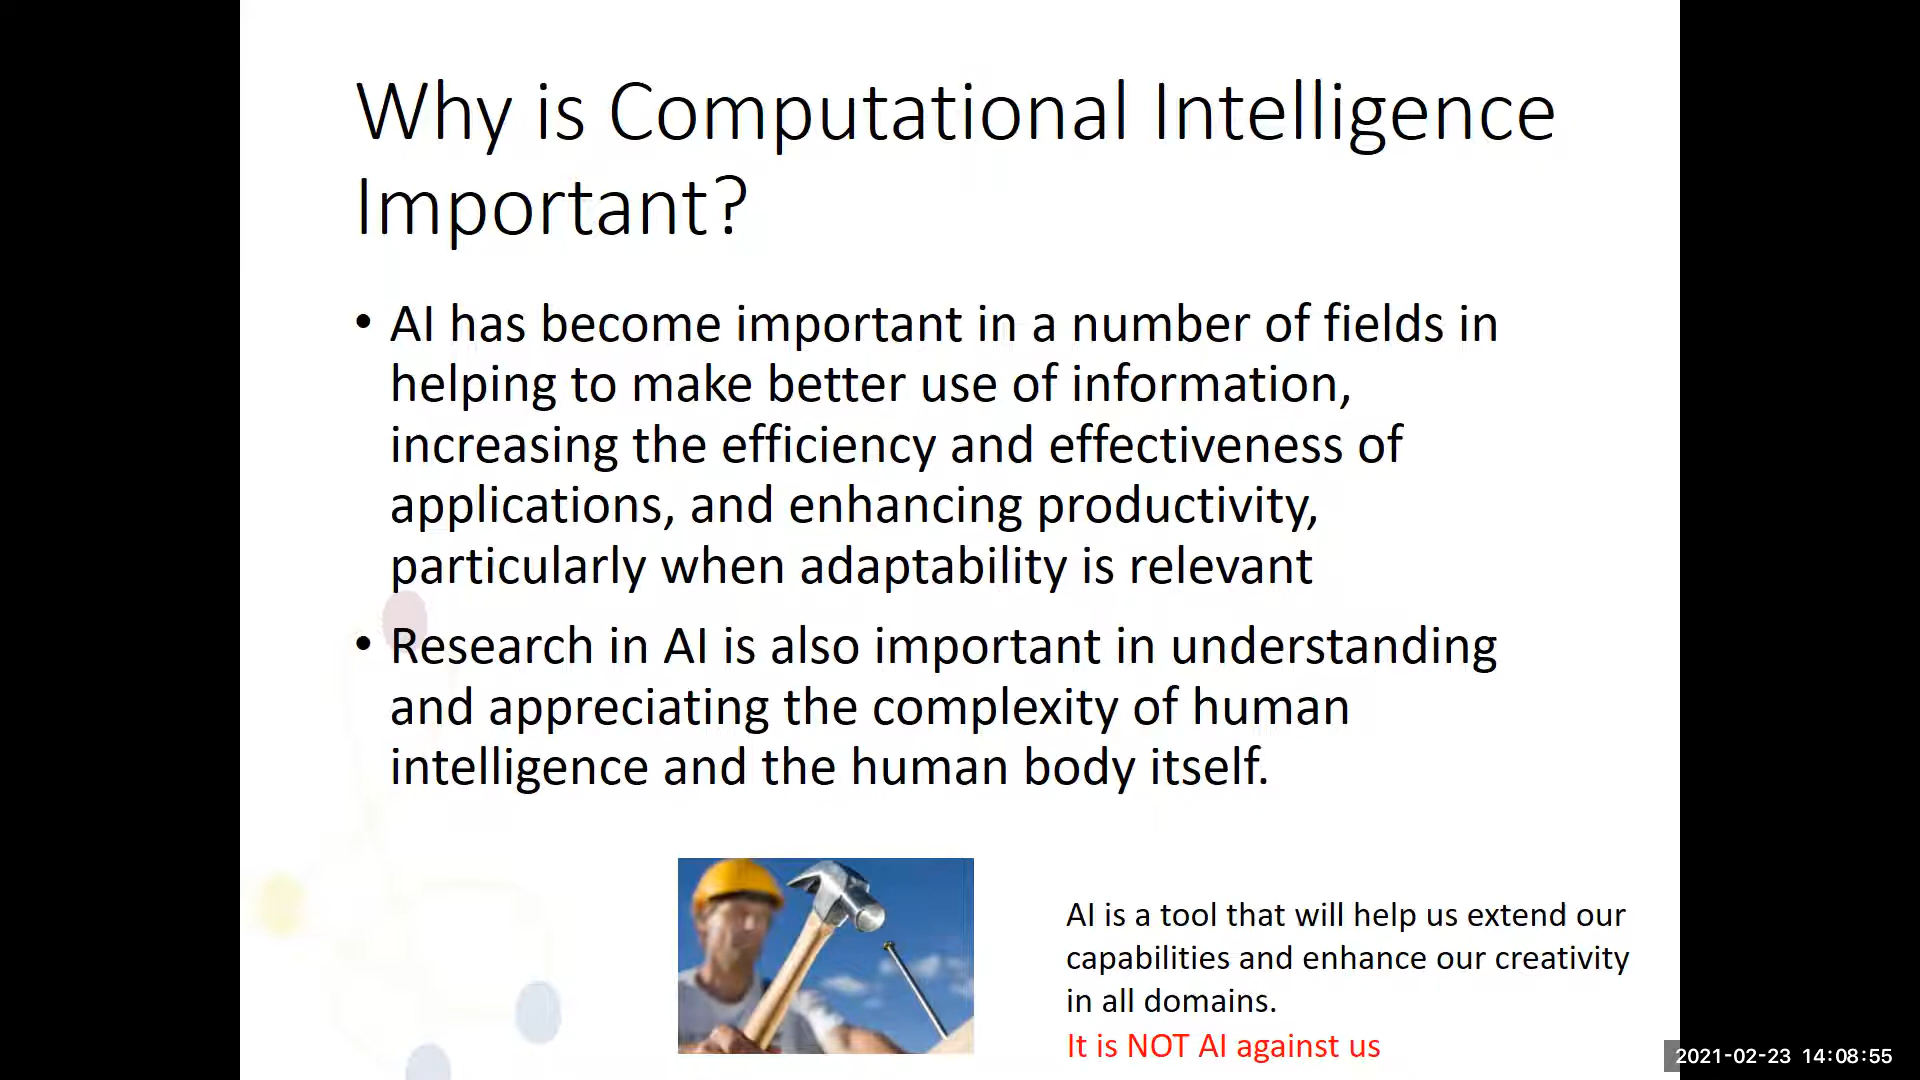 Why is Computational Intelligence
Important?
• AI has become important in a number of fields in
helping to make better use of information,
increasing the efficiency and effectiveness of
applications, and enhancing productivity,
particularly when adaptability is relevant
• Research in AI is also important in understanding
and appreciating the complexity of human
intelligence and the human body itself.
AI is a tool that will help us extend our
capabilities and enhance our creativity
in all domains.
It is NOT AI against us
2021-02-23 14:08:55